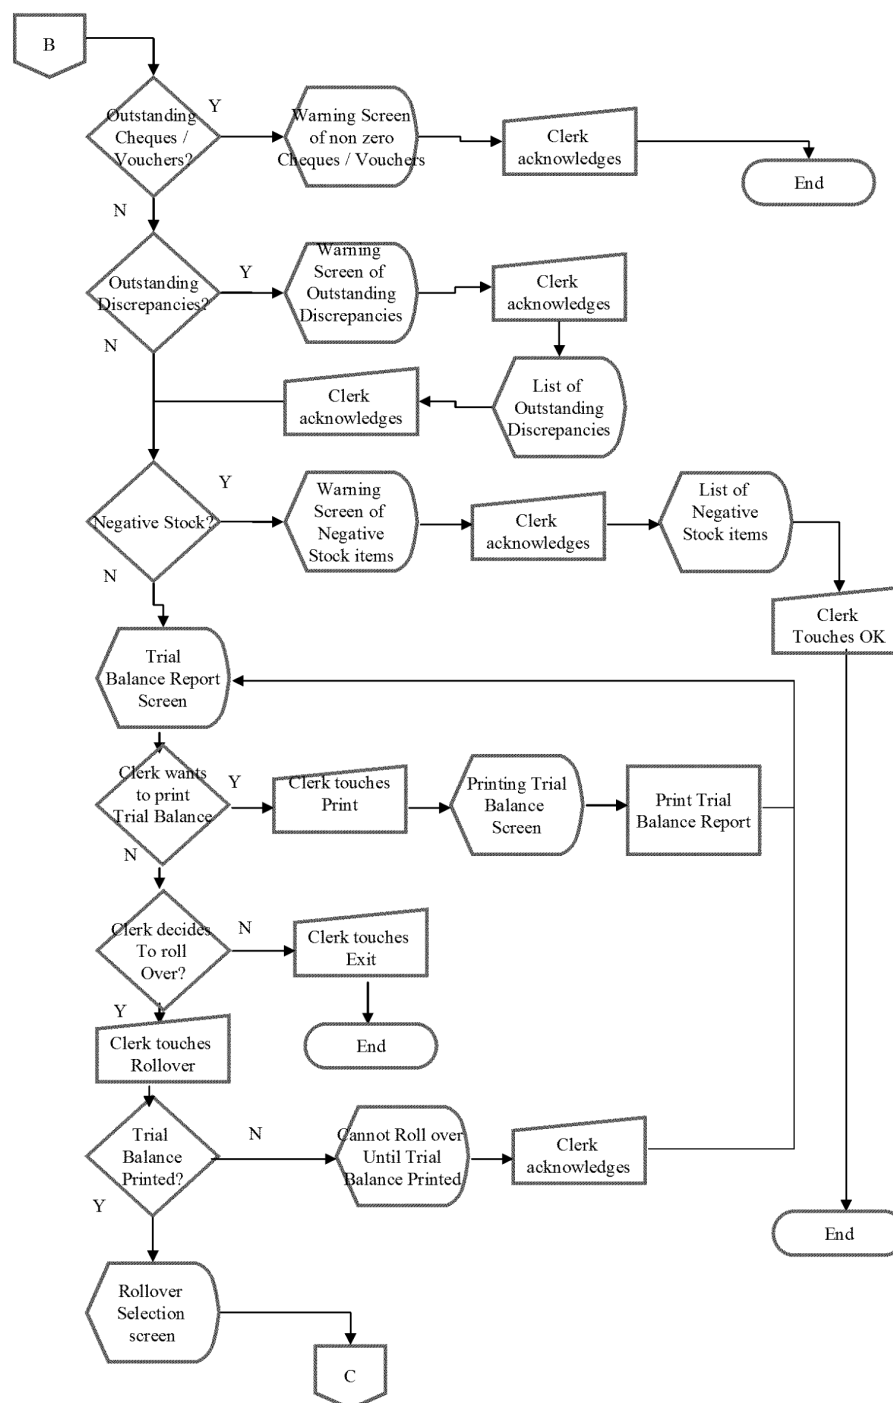 B
Outstanding
Cheques /
Vouchers?
Y
Warning Screen
of non zero
Cheques / Vouchers
Clerk
acknowledges
End
N
Outstanding
Discrepancies?
Y
Warning
Screen of
Outstanding
Discrepancies
Clerk
acknowledges
N
List of
Outstanding
Discrepancies
Clerk
acknowledges
Negative Stock?
Y
Warning
Screen of
Negative
Stock items
Clerk
acknowledges
List of
Negative
Stock items
Clerk
Touches OK
N
Trial
Balance Report
Screen
Clerk wants
to print
Trial Balance
Y
Clerk touches
Print
Printing Trial
Balance
Screen
Print Trial
Balance Report
N
Clerk decides
To roll
Over?
N
Clerk touches
Exit
End
Y
Clerk touches
Rollover
Trial
Balance
Printed?
N
Cannot Roll over
Until Trial
Balance Printed
Clerk
acknowledges
End
Y
Rollover
Selection
screen
C